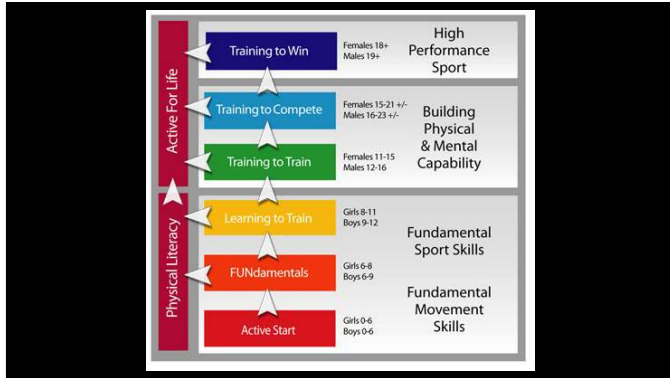 Active For Life
Physical Literacy
Training to Win
Females 18+
Males 19+
High
Performance
Sport
Training to Compete
Females 15-21 +/-
Males 16-23 +/-
Training to Train
Females 11-15
Males 12-16
Building
Physical
& Mental
Capability
Learning to Train
Girls 8-11
Boys 9-12
Fundamental
Sport Skills
FUNdamentals
Girls 6-8
Boys 6-9
Active Start
Girls 0-6
Boys 0-6
Fundamental
Movement
Skills